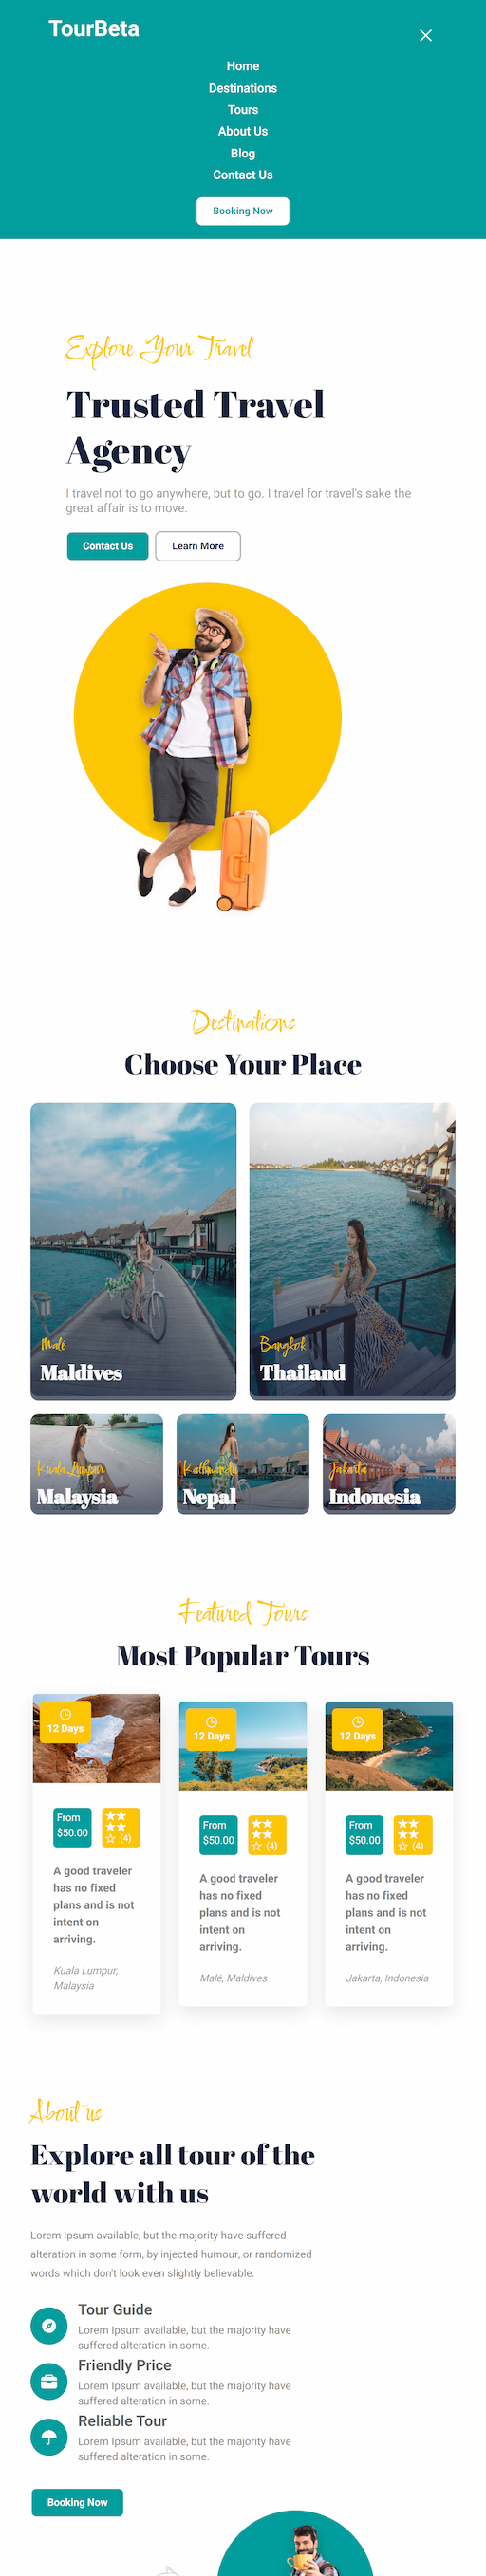 TourBeta
Home
Destinations
Tours
About Us
Blog
Contact Us
Booking Now
Explore Your Travel
Trusted Travel
Agency
I travel not to go anywhere, but to go. I travel for travel's sake the
great affair is to move.
Contact Us
Learn More
Destinations
Choose Your Place
Malé
Maldives
Bangkok
Thailand
Kuala Lumpur
Malaysia
Kathmandu
Nepal
Jakarta
Indonesia
Featured Tours
Most Popular Tours
12 Days
From
$50.00
(4)
A good traveler
has no fixed
plans and is not
intent on
arriving.
Kuala Lumpur,
Malaysia
12 Days
From
$50.00
(4)
A good traveler
has no fixed
plans and is not
intent on
arriving.
Malé, Maldives
12 Days
From
$50.00
(4)
A good traveler
has no fixed
plans and is not
intent on
arriving.
Jakarta, Indonesia
About us
Explore all tour of the
world with us
Lorem Ipsum available, but the majority have suffered
alteration in some form, by injected humour, or randomized
words which don't look even slightly believable.
Tour Guide
Lorem Ipsum available, but the majority have
suffered alteration in some.
Friendly Price
Lorem Ipsum available, but the majority have
suffered alteration in some.
Reliable Tour
Lorem Ipsum available, but the majority have
suffered alteration in some.
Booking Now